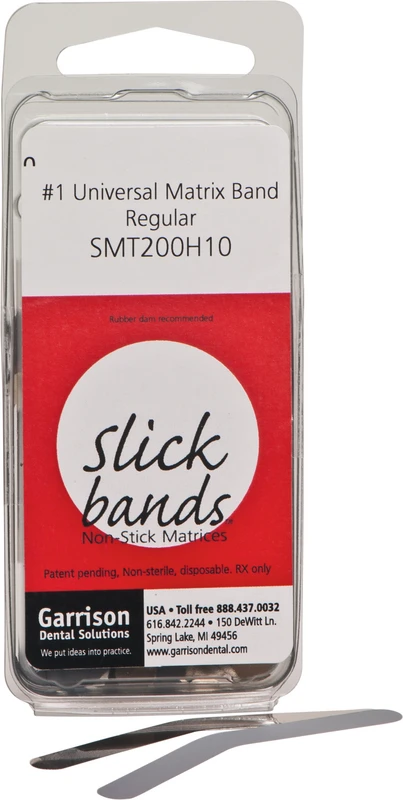 #1 Universal Matrix Band
Regular
SMT200H10
Rubber dam recommended
slick
bands®
Non-Stick Matrices
Patent pending, Non-sterile, disposable. RX only
Garrison
Dental Solutions
We put ideas into practice.
USA • Toll free 888.437.0032
616.842.2244 • 150 DeWitt Ln.
Spring Lake, MI 49456
www.garrisondental.com